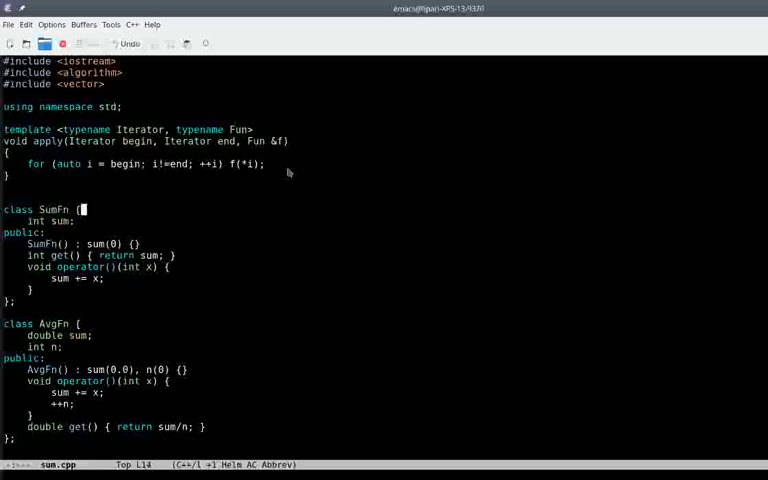 emacs@lipari-XPS-13-9370
File Edit Options Buffers Tools C++ Help
Undo
#include <iostream>
#include <algorithm>
#include <vector>
using namespace std;
template <typename Iterator, typename Fun>
void apply(Iterator begin, Iterator end, Fun &f)
{
for (auto i = begin; i!=end; ++i) f(*i);
}
class SumFn {
int sum;
public:
SumFn() : sum(0) {}
int get() { return sum; }
void operator()(int x) {
sum += x;
}
};
class AvgFn {
double sum;
int n;
public:
AvgFn() : sum(0.0), n(0) {}
void operator()(int x) {
sum += x;
++n;
}
double get() { return sum/n; }
};
-:--- sum.cpp Top L14 (C++/l +1 Helm AC Abbrev)